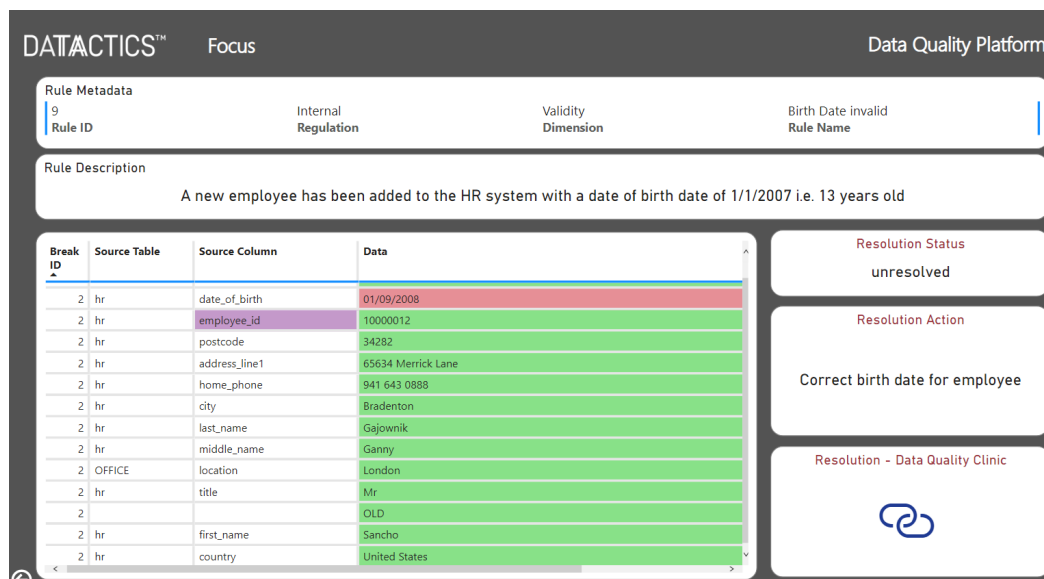 DATACTICS™ Focus Data Quality Platform
Rule Metadata
9 Internal Validity Birth Date invalid
Rule ID Regulation Dimension Rule Name
Rule Description
A new employee has been added to the HR system with a date of birth date of 1/1/2007 i.e. 13 years old
Break ID Source Table Source Column Data
2 hr date_of_birth 01/09/2008
2 hr employee_id 10000012
2 hr postcode 34282
2 hr address_line1 65634 Merrick Lane
2 hr home_phone 941 643 0888
2 hr city Bradenton
2 hr last_name Gajownik
2 hr middle_name Ganny
2 OFFICE location London
2 hr title Mr
2 OLD
2 hr first_name Sancho
2 hr country United States
Resolution Status
unresolved
Resolution Action
Correct birth date for employee
Resolution - Data Quality Clinic